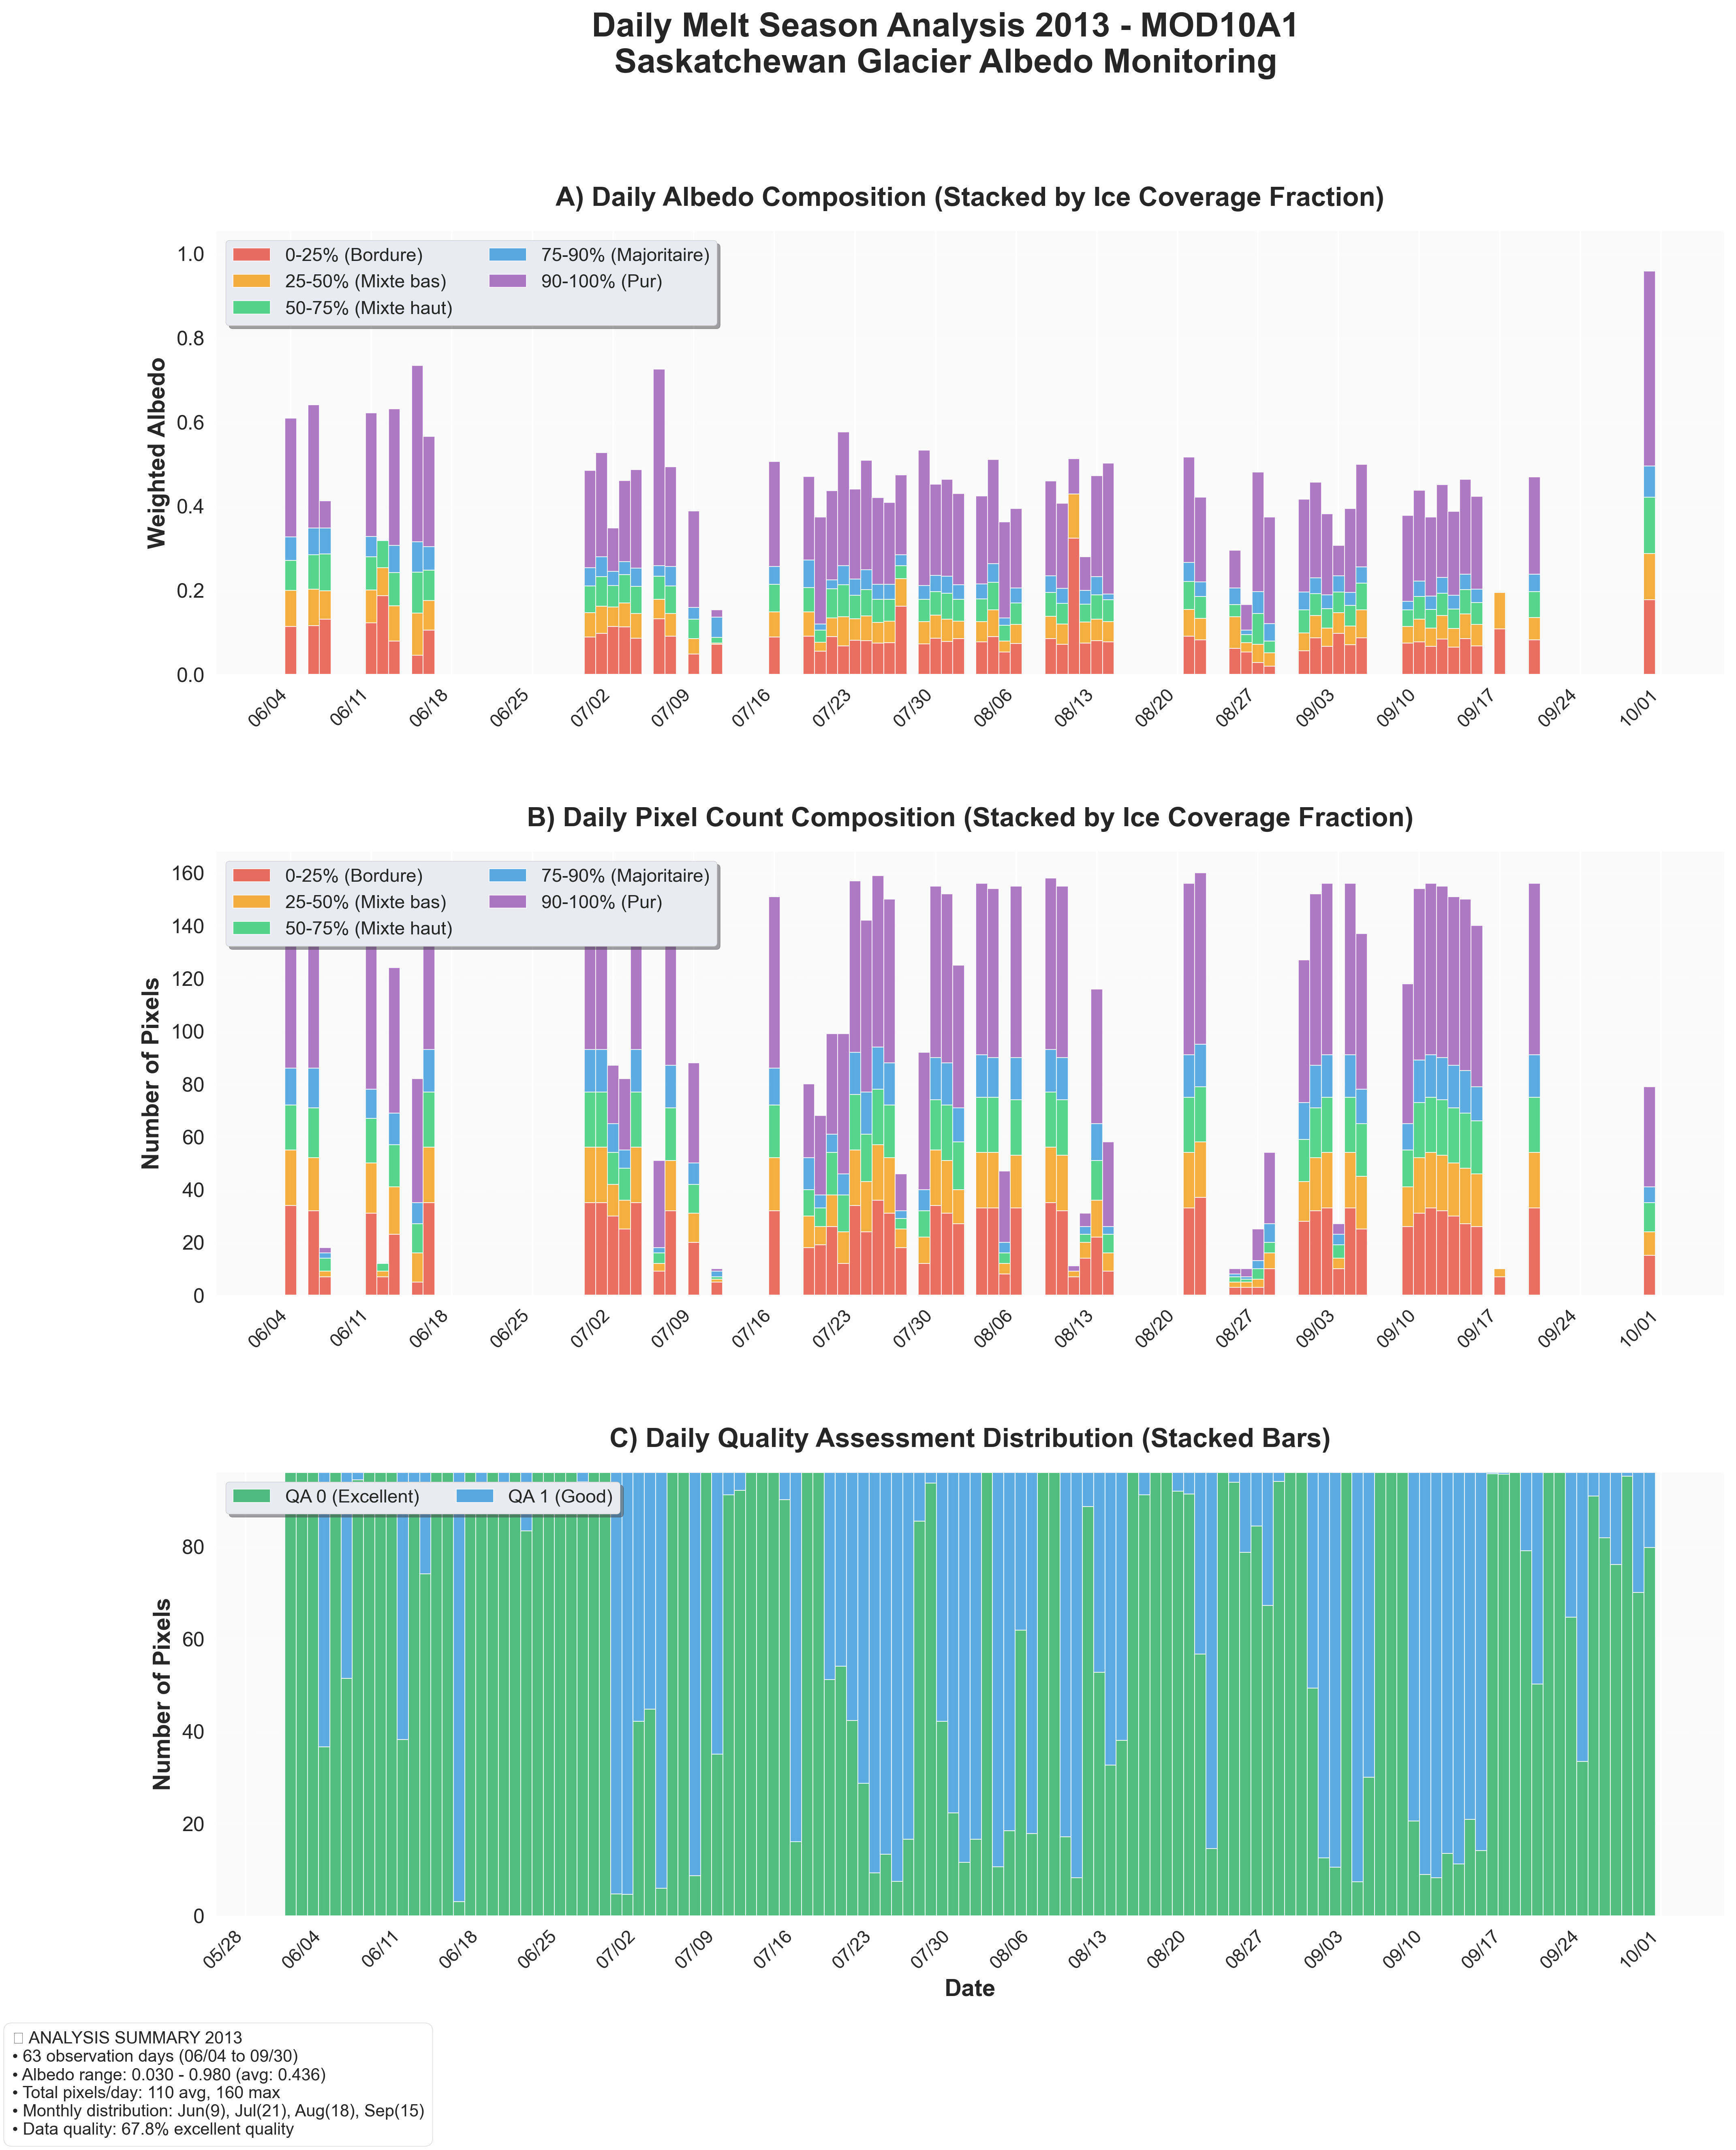 Daily Melt Season Analysis 2013 - MOD10A1
Saskatchewan Glacier Albedo Monitoring
A) Daily Albedo Composition (Stacked by Ice Coverage Fraction)
0-25% (Bordure)
25-50% (Mixte bas)
50-75% (Mixte haut)
75-90% (Majoritaire)
90-100% (Pur)
Weighted Albedo
1.0
0.8
0.6
0.4
0.2
0.0
06/04
06/11
06/18
06/25
07/02
07/09
07/16
07/23
07/30
08/06
08/13
08/20
08/27
09/03
09/10
09/17
09/24
10/01
B) Daily Pixel Count Composition (Stacked by Ice Coverage Fraction)
0-25% (Bordure)
25-50% (Mixte bas)
50-75% (Mixte haut)
75-90% (Majoritaire)
90-100% (Pur)
Number of Pixels
160
140
120
100
80
60
40
20
0
06/04
06/11
06/18
06/25
07/02
07/09
07/16
07/23
07/30
08/06
08/13
08/20
08/27
09/03
09/10
09/17
09/24
10/01
C) Daily Quality Assessment Distribution (Stacked Bars)
QA 0 (Excellent)
QA 1 (Good)
Number of Pixels
80
60
40
20
0
05/28
06/04
06/11
06/18
06/25
07/02
07/09
07/16
07/23
07/30
08/06
08/13
08/20
08/27
09/03
09/10
09/17
09/24
10/01
Date
ANALYSIS SUMMARY 2013
• 63 observation days (06/04 to 09/30)
• Albedo range: 0.030 - 0.980 (avg: 0.436)
• Total pixels/day: 110 avg, 160 max
• Monthly distribution: Jun(9), Jul(21), Aug(18), Sep(15)
• Data quality: 67.8% excellent quality